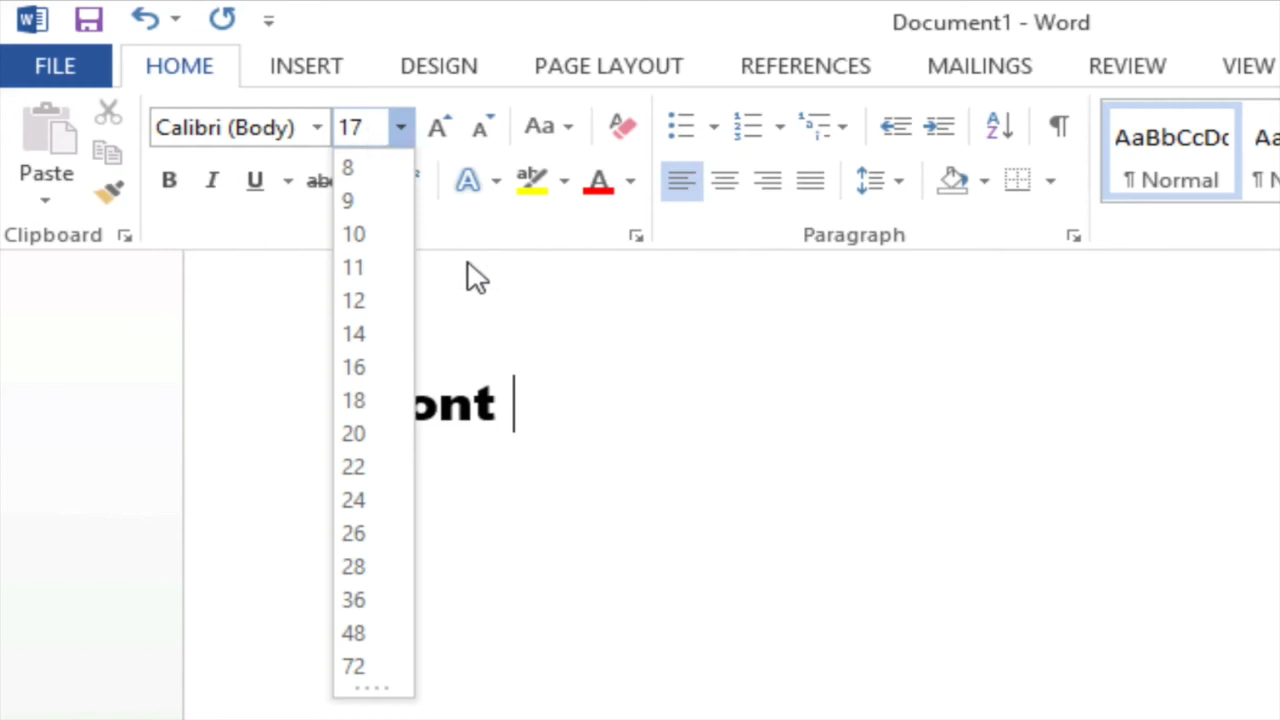 Document1 - Word
FILE HOME INSERT DESIGN PAGE LAYOUT REFERENCES MAILINGS REVIEW VIEW
Calibri (Body) 17 Aa AaBbCcDc
Paste B I U ¶ Normal
Clipboard Paragraph
8
9
10
11
12
14
16
18
20
22
24
26
28
36
48
72
ont